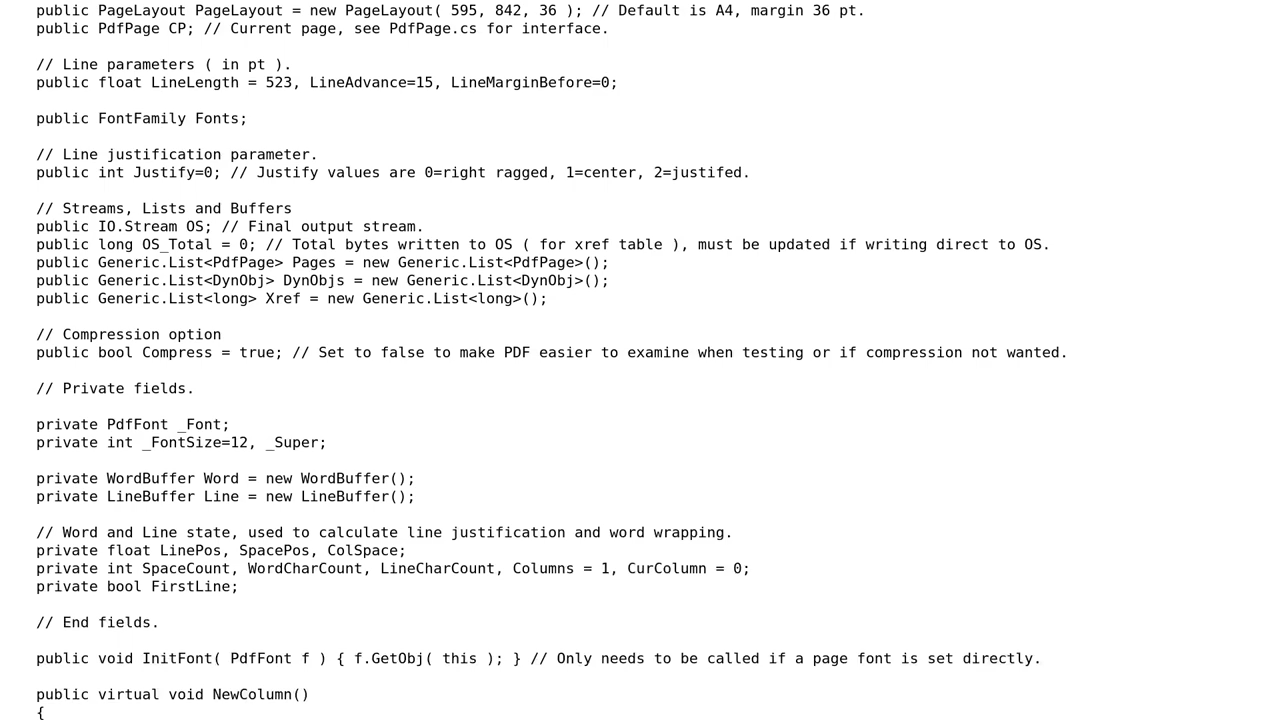 public PageLayout PageLayout = new PageLayout( 595, 842, 36 ); // Default is A4, margin 36 pt.
public PdfPage CP; // Current page, see PdfPage.cs for interface.
// Line parameters ( in pt ).
public float LineLength = 523, LineAdvance=15, LineMarginBefore=0;
public FontFamily Fonts;
// Line justification parameter.
public int Justify=0; // Justify values are 0=right ragged, 1=center, 2=justifed.
// Streams, Lists and Buffers
public IO.Stream OS; // Final output stream.
public long OS_Total = 0; // Total bytes written to OS ( for xref table ), must be updated if writing direct to OS.
public Generic.List<PdfPage> Pages = new Generic.List<PdfPage>();
public Generic.List<DynObj> DynObjs = new Generic.List<DynObj>();
public Generic.List<long> Xref = new Generic.List<long>();
// Compression option
public bool Compress = true; // Set to false to make PDF easier to examine when testing or if compression not wanted.
// Private fields.
private PdfFont _Font;
private int _FontSize=12, _Super;
private WordBuffer Word = new WordBuffer();
private LineBuffer Line = new LineBuffer();
// Word and Line state, used to calculate line justification and word wrapping.
private float LinePos, SpacePos, ColSpace;
private int SpaceCount, WordCharCount, LineCharCount, Columns = 1, CurColumn = 0;
private bool FirstLine;
// End fields.
public void InitFont( PdfFont f ) { f.GetObj( this ); } // Only needs to be called if a page font is set directly.
public virtual void NewColumn()
{